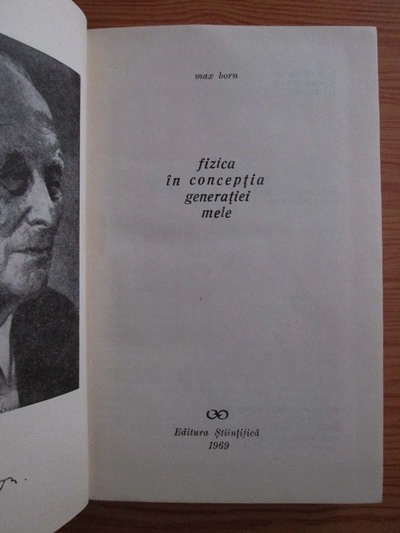 max born
fizica
în concepția
generației
mele
Editura Științifică
1969